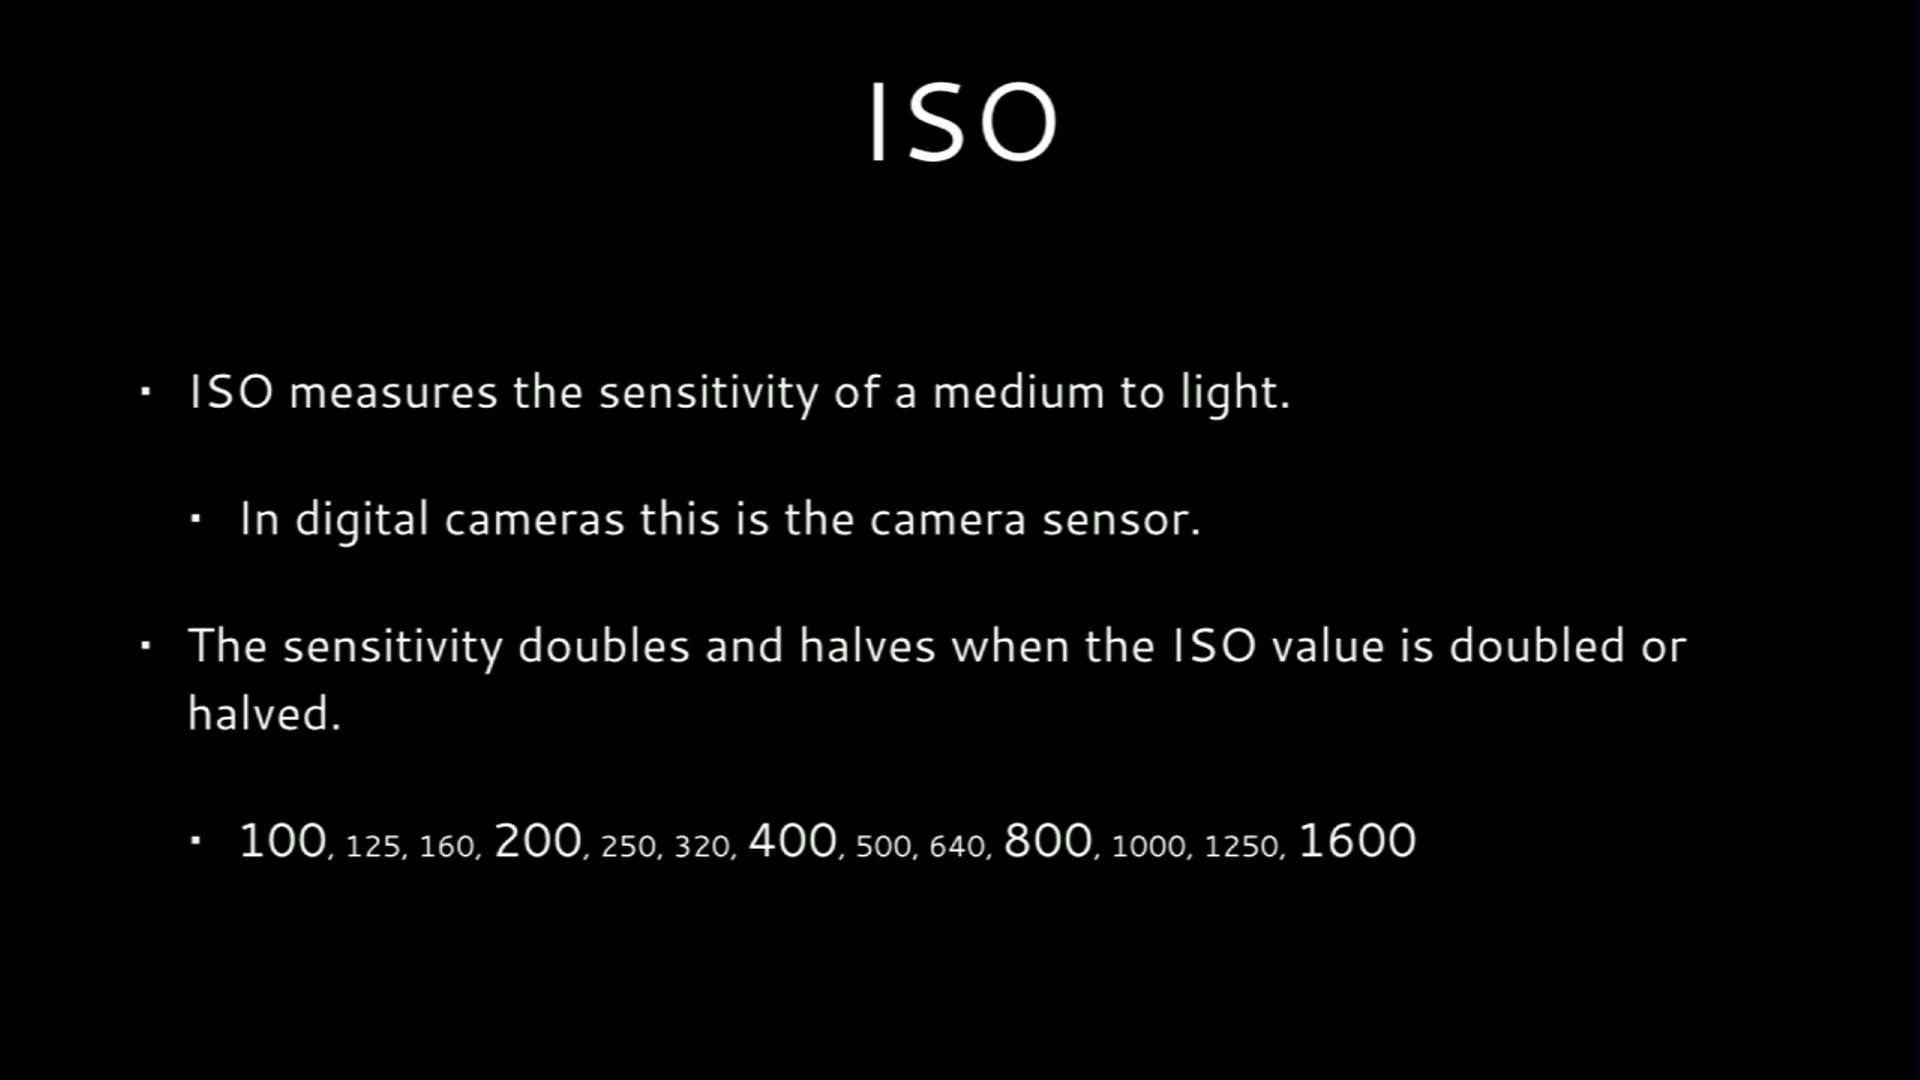 ISO
▪ ISO measures the sensitivity of a medium to light.
▪ In digital cameras this is the camera sensor.
▪ The sensitivity doubles and halves when the ISO value is doubled or
halved.
▪ 100, 125, 160, 200, 250, 320, 400, 500, 640, 800, 1000, 1250, 1600